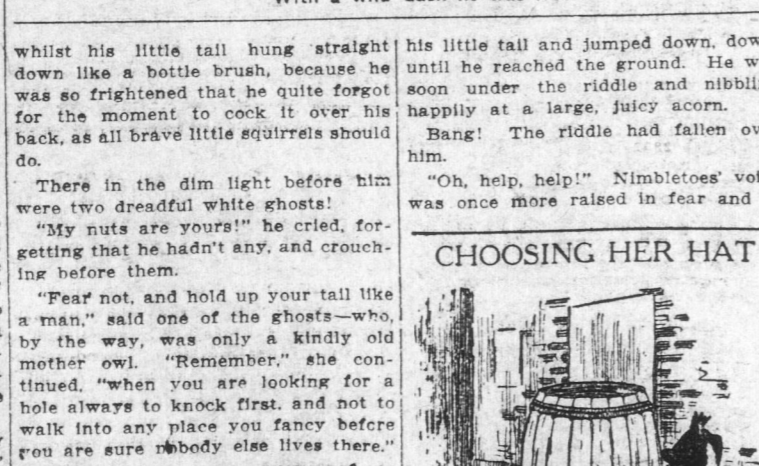 whilst his little tail hung straight
down like a bottle brush, because he
was so frightened that he quite forgot
for the moment to cock it over his
back, as all brave little squirrels should
do.
There in the dim light before him
were two dreadful white ghosts!
"My nuts are yours!" he cried, for-
getting that he hadn't any, and crouch-
ing before them.
"Fear not, and hold up your tail like
a man," said one of the ghosts—who,
by the way, was only a kindly old
mother owl. "Remember," she con-
tinued, "when you are looking for a
hole always to knock first, and not to
walk into any place you fancy before
you are sure nobody else lives there."
his little tail and jumped down,
until he reached the ground. He
soon under the riddle and
happily at a large, juicy acorn.
Bang! The riddle had fallen
him.
"Oh, help, help!" Nimbletoes'
was once more raised in fear and
CHOOSING HER HAT